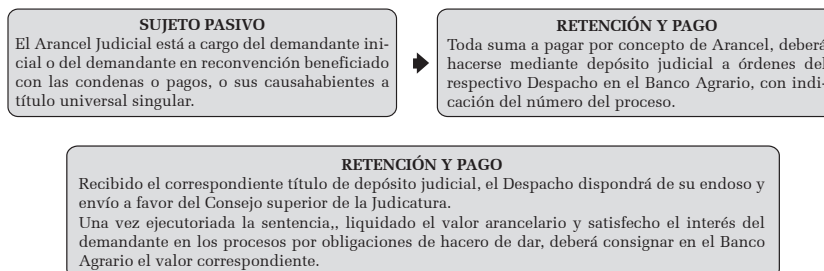 SUJETO PASIVO
El Arancel Judicial está a cargo del demandante ini-
cial o del demandante en reconvención beneficiado
con las condenas o pagos, o sus causahabientes a
título universal singular.
RETENCIÓN Y PAGO
Toda suma a pagar por concepto de Arancel, deberá
hacerse mediante depósito judicial a órdenes del
respectivo Despacho en el Banco Agrario, con indi-
cación del número del proceso.
RETENCIÓN Y PAGO
Recibido el correspondiente título de depósito judicial, el Despacho dispondrá de su endoso y
envío a favor del Consejo superior de la Judicatura.
Una vez ejecutoriada la sentencia,, liquidado el valor arancelario y satisfecho el interés del
demandante en los procesos por obligaciones de hacero de dar, deberá consignar en el Banco
Agrario el valor correspondiente.